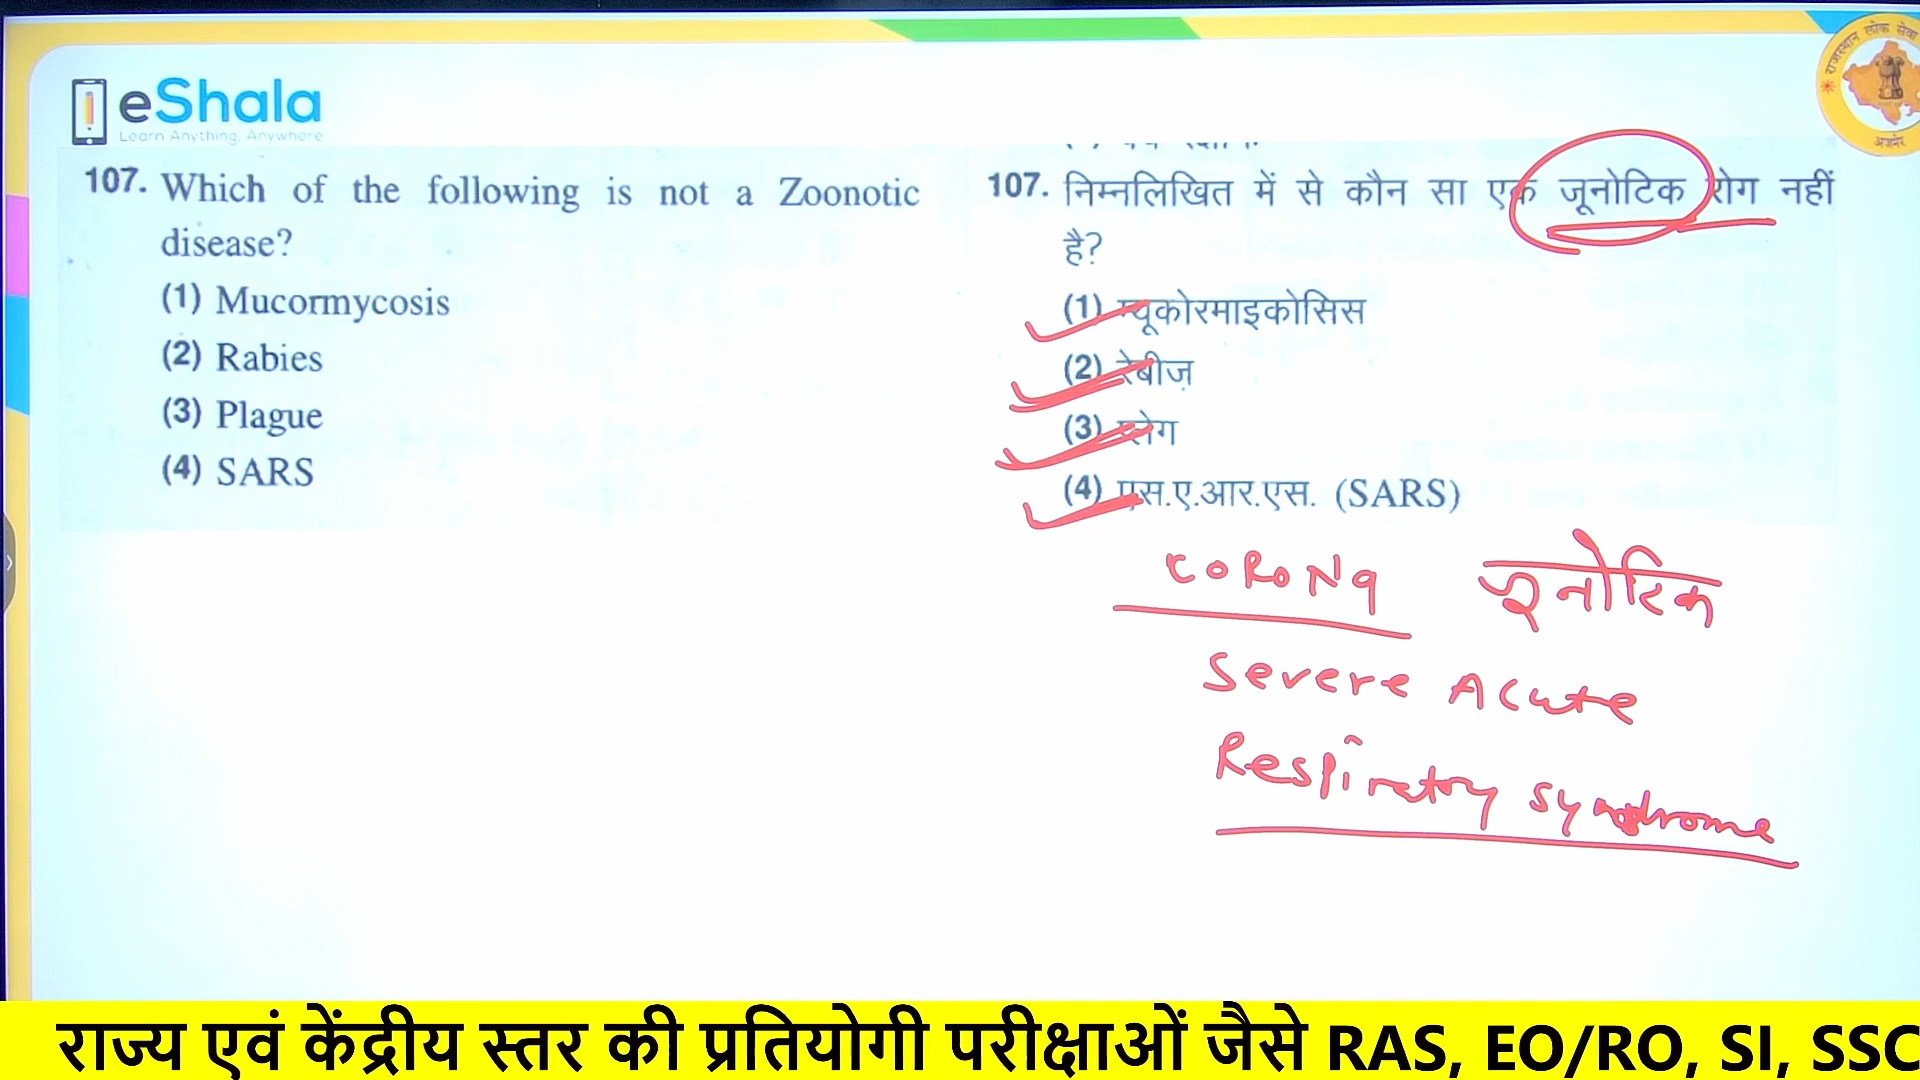 eShala
Learn Anything, Anywhere
राजस्थान लोक सेवा
अजमेर
107. Which of the following is not a Zoonotic
disease?
(1) Mucormycosis
(2) Rabies
(3) Plague
(4) SARS
107. निम्नलिखित में से कौन सा एक जूनोटिक रोग नहीं
है?
(1) म्यूकोरमाइकोसिस
(2) रेबीज़
(3) प्लेग
(4) एस.ए.आर.एस. (SARS)
CoRoNa जूनोटिक
Severe Acute
Respiratory Syndrome
राज्य एवं केंद्रीय स्तर की प्रतियोगी परीक्षाओं जैसे RAS, EO/RO, SI, SSC